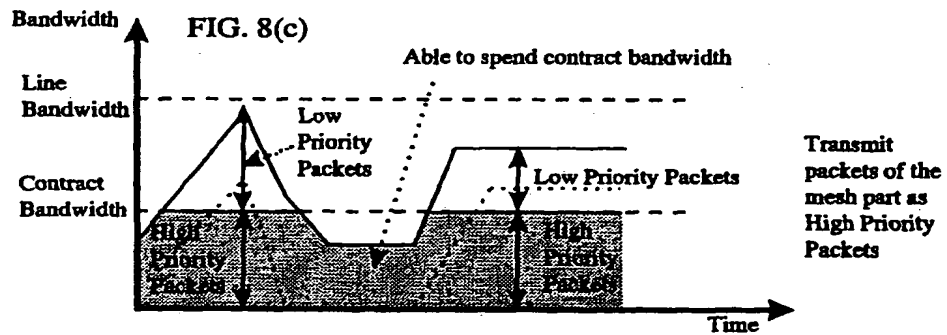 Bandwidth
FIG. 8(c)
Able to spend contract bandwidth
Line
Bandwidth
Low
Priority
Packets
Contract
Bandwidth
Low Priority Packets
High
Priority
Packets
High
Priority
Packets
Transmit
packets of the
mesh part as
High Priority
Packets
Time